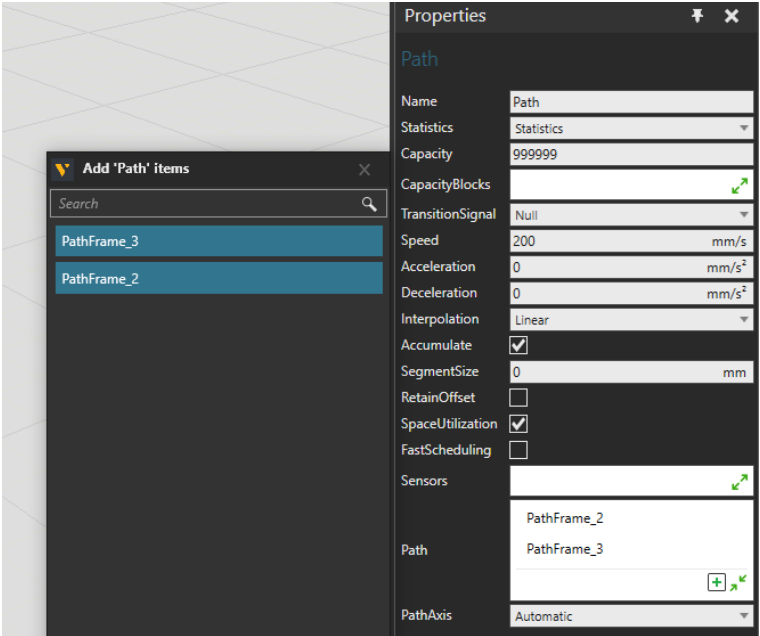 Add 'Path' items
Search
PathFrame_3
PathFrame_2
Properties
Path
Name Path
Statistics Statistics
Capacity 999999
CapacityBlocks
TransitionSignal Null
Speed 200 mm/s
Acceleration 0 mm/s²
Deceleration 0 mm/s²
Interpolation Linear
Accumulate
SegmentSize 0 mm
RetainOffset
SpaceUtilization
FastScheduling
Sensors
Path
PathFrame_2
PathFrame_3
PathAxis Automatic